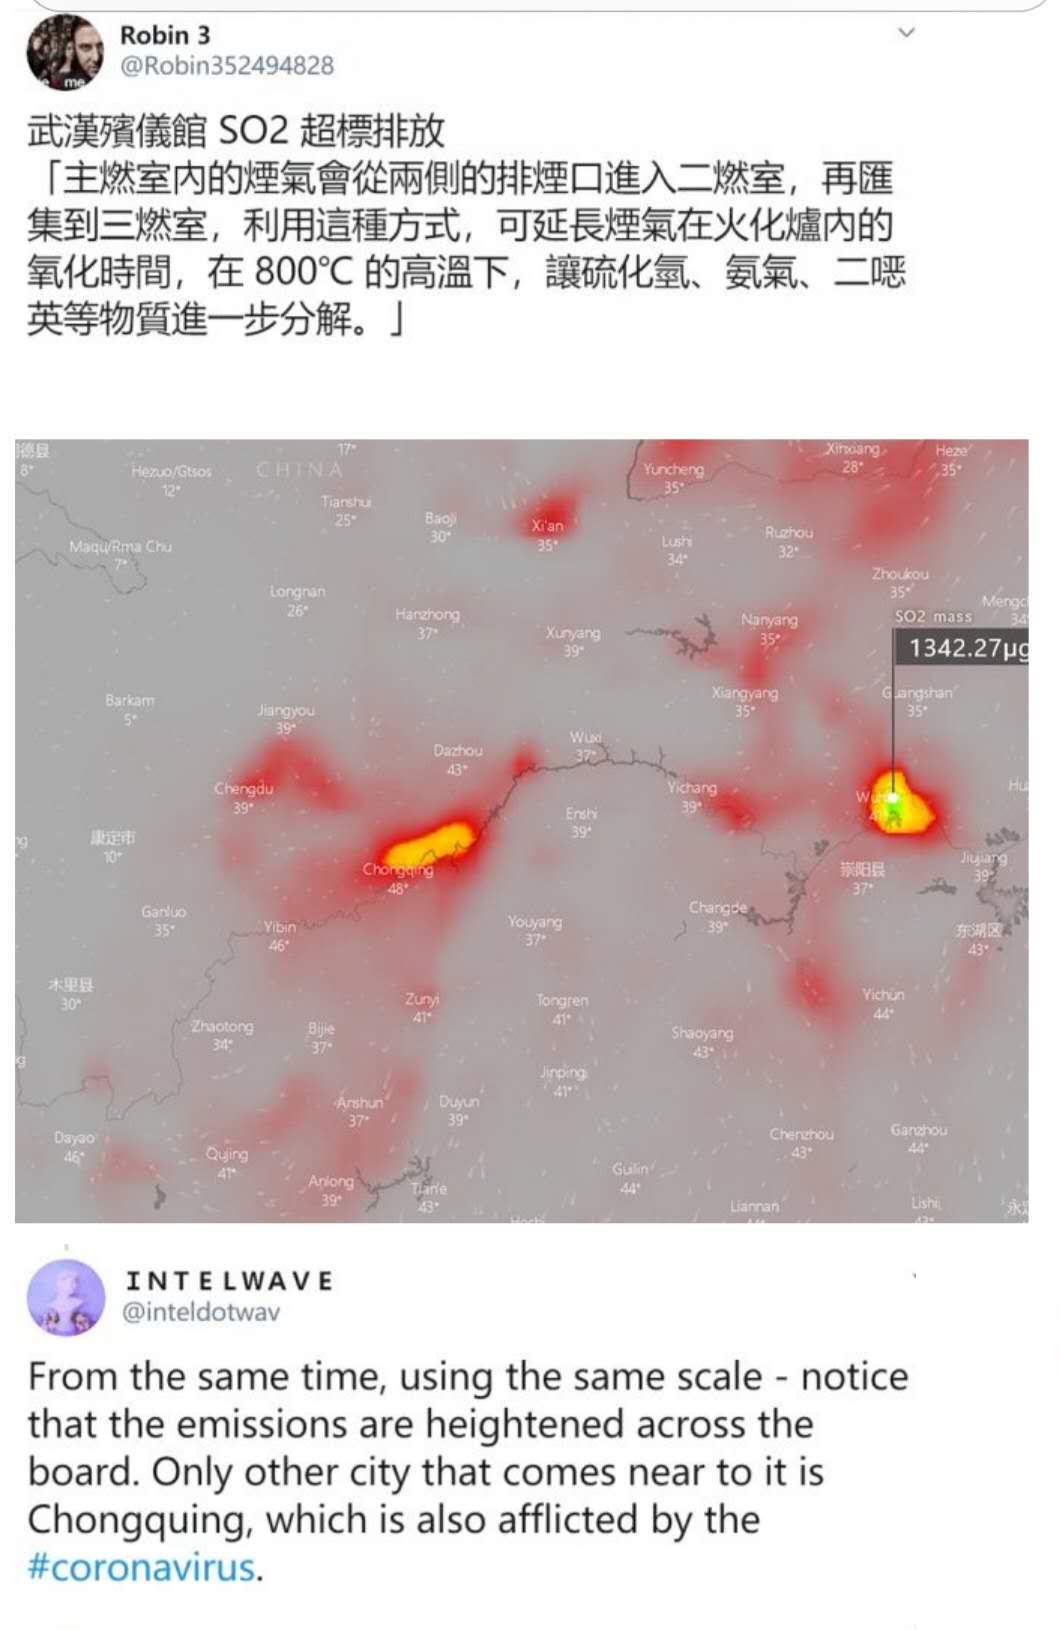 Robin 3
@Robin352494828
me
武漢殯儀館 SO2 超標排放
「主燃室內的煙氣會從兩側的排煙口進入二燃室，再匯
集到三燃室，利用這種方式，可延長煙氣在火化爐內的
氧化時間，在 800℃ 的高溫下，讓硫化氫、氨氣、二噁
英等物質進一步分解。」
17°
德县
8°
Hezuo/Gtsos
12°
CHINA
Tianshui
25°
Baoji
30°
Xi'an
35°
Yuncheng
35°
Xinxiang
28°
Heze
35°
Maqu/Rma Chu
7°
Lushi
34°
Ruzhou
32°
Zhoukou
35°
Longnan
26°
Hanzhong
37°
Xunyang
39°
Nanyang
35°
SO2 mass
Mengc
34
1342.27µg
Barkam
5°
Jiangyou
39°
Xiangyang
35°
Guangshan
35°
Dazhou
43°
Wuxi
37°
Chengdu
39°
Yichang
39°
Hu
康定市
10°
Enshi
39°
Chongqing
48°
崇阳县
37°
Jiujiang
39°
Ganluo
35°
Yibin
46°
Youyang
37°
Changde
39°
东湖区
43°
木里县
30°
Zunyi
41°
Tongren
41°
Yichun
44°
Zhaotong
34°
Bijie
37°
Shaoyang
43°
Jinping
41°
Anshun
37°
Duyun
39°
Dayao
46°
Qujing
41°
Chenzhou
43°
Ganzhou
44°
Anlong
39°
Tian'e
43°
Guilin
44°
Liannan
Lishi
INTELWAVE
@inteldotwav
From the same time, using the same scale - notice
that the emissions are heightened across the
board. Only other city that comes near to it is
Chongquing, which is also afflicted by the
#coronavirus.